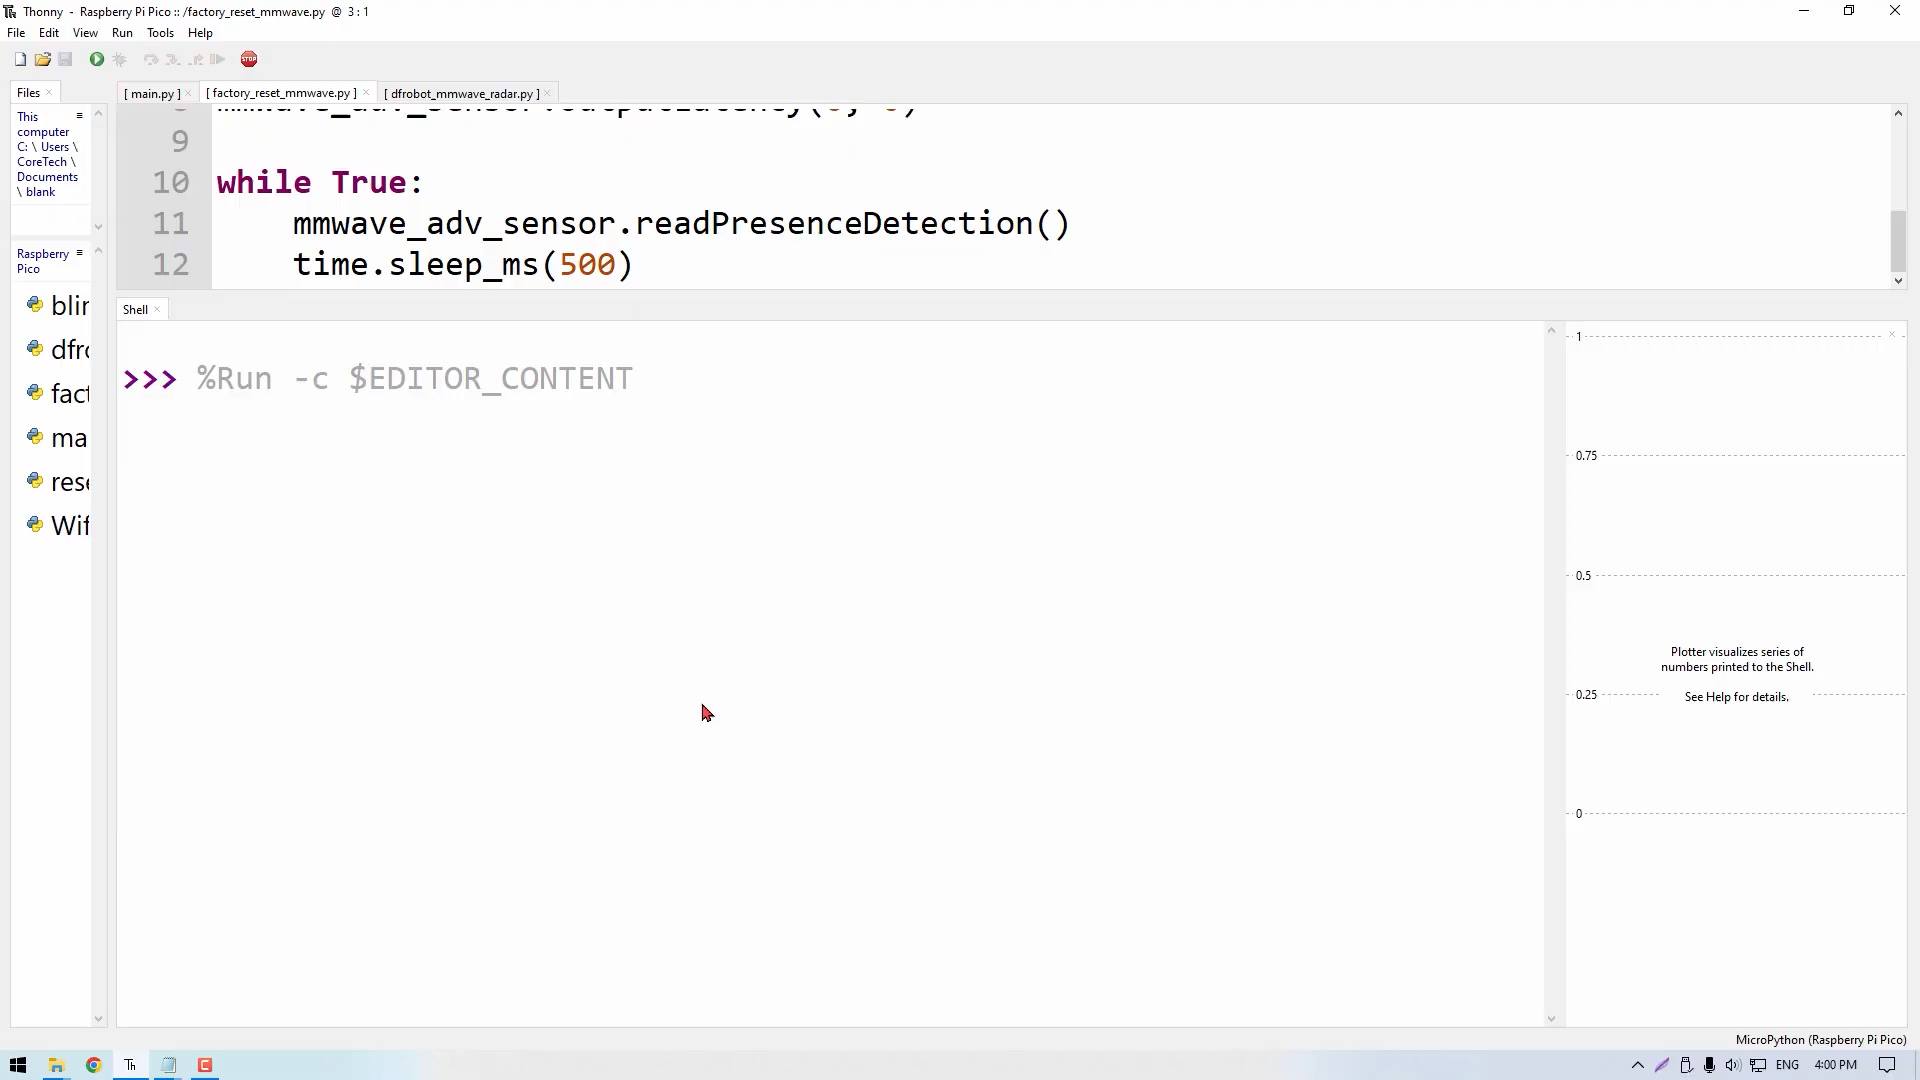 Thonny - Raspberry Pi Pico :: /factory_reset_mmwave.py @ 3 : 1
File Edit View Run Tools Help
STOP
Files
[ main.py ]
[ factory_reset_mmwave.py ]
[ dfrobot_mmwave_radar.py ]
This
computer
C: \ Users \
CoreTech \
Documents
\ blank
9
10 while True:
11 mmwave_adv_sensor.readPresenceDetection()
12 time.sleep_ms(500)
Raspberry
Pico
blin
dfro
fact
ma
rese
Wif
Shell
>>> %Run -c $EDITOR_CONTENT
1
0.75
0.5
Plotter visualizes series of
numbers printed to the Shell.
0.25
See Help for details.
0
MicroPython (Raspberry Pi Pico)
Th
C
ENG
4:00 PM